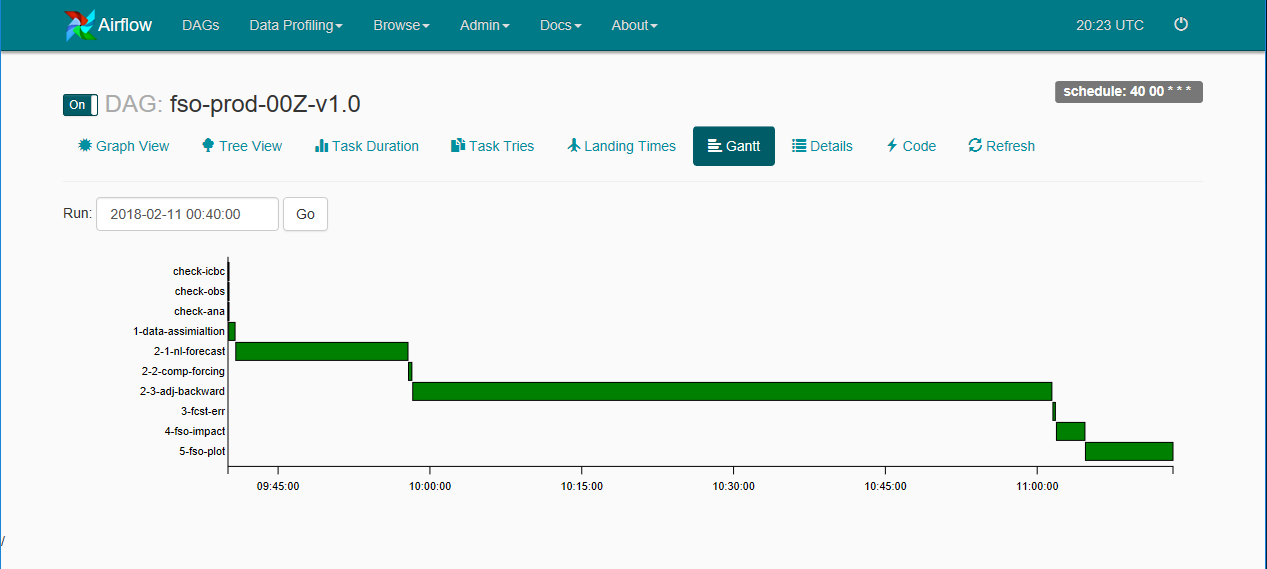 Airflow DAGs Data Profiling Browse Admin Docs About 20:23 UTC
schedule: 40 00 * * *
On DAG: fso-prod-00Z-v1.0
Graph View Tree View Task Duration Task Tries Landing Times Gantt Details Code Refresh
Run: 2018-02-11 00:40:00 Go
check-icbc
check-obs
check-ana
1-data-assimialtion
2-1-nl-forecast
2-2-comp-forcing
2-3-adj-backward
3-fcst-err
4-fso-impact
5-fso-plot
09:45:00 10:00:00 10:15:00 10:30:00 10:45:00 11:00:00
/